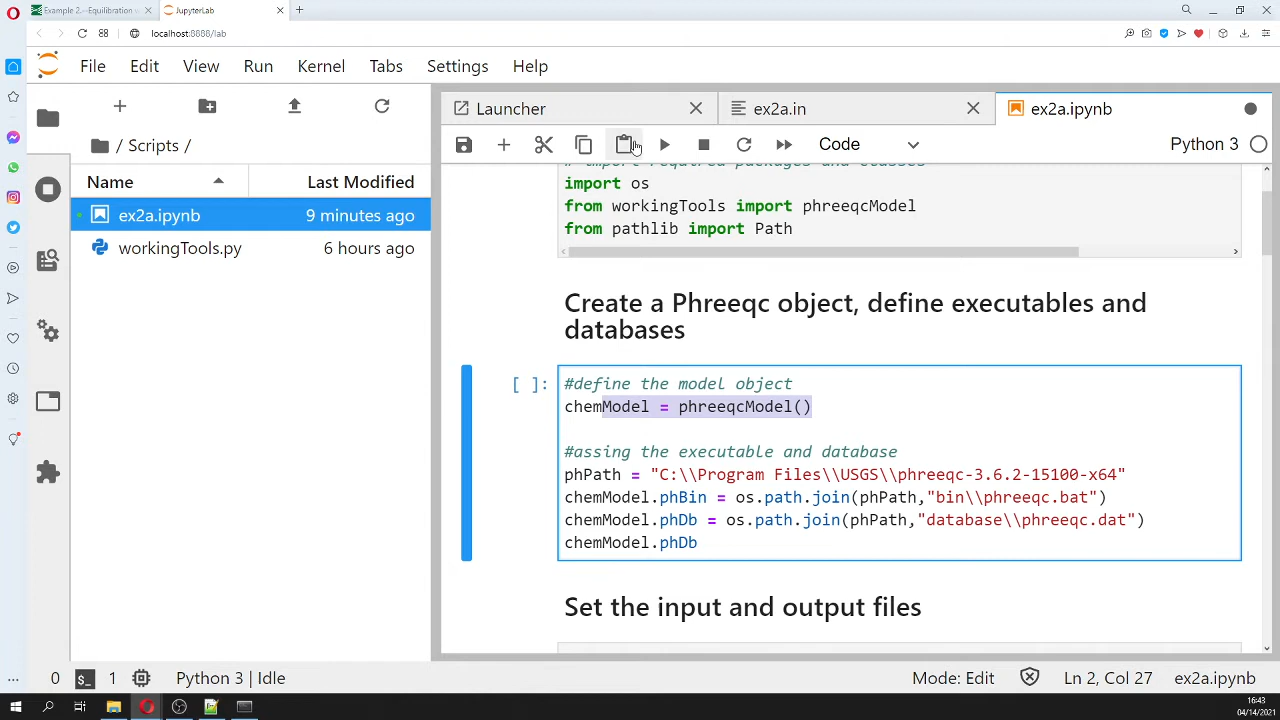 Example 2.--Equilibration
JupyterLab
localhost:8888/lab
File Edit View Run Kernel Tabs Settings Help
Launcher
ex2a.in
ex2a.ipynb
/ Scripts /
Code
Python 3
Name
Last Modified
ex2a.ipynb
9 minutes ago
workingTools.py
6 hours ago
# import required packages and classes
import os
from workingTools import phreeqcModel
from pathlib import Path
Create a Phreeqc object, define executables and
databases
[ ]:
#define the model object
chemModel = phreeqcModel()
#assing the executable and database
phPath = "C:\\Program Files\\USGS\\phreeqc-3.6.2-15100-x64"
chemModel.phBin = os.path.join(phPath,"bin\\phreeqc.bat")
chemModel.phDb = os.path.join(phPath,"database\\phreeqc.dat")
chemModel.phDb
Set the input and output files
0
$_
1
Python 3 | Idle
Mode: Edit
Ln 2, Col 27
ex2a.ipynb
16:43
04/14/2021